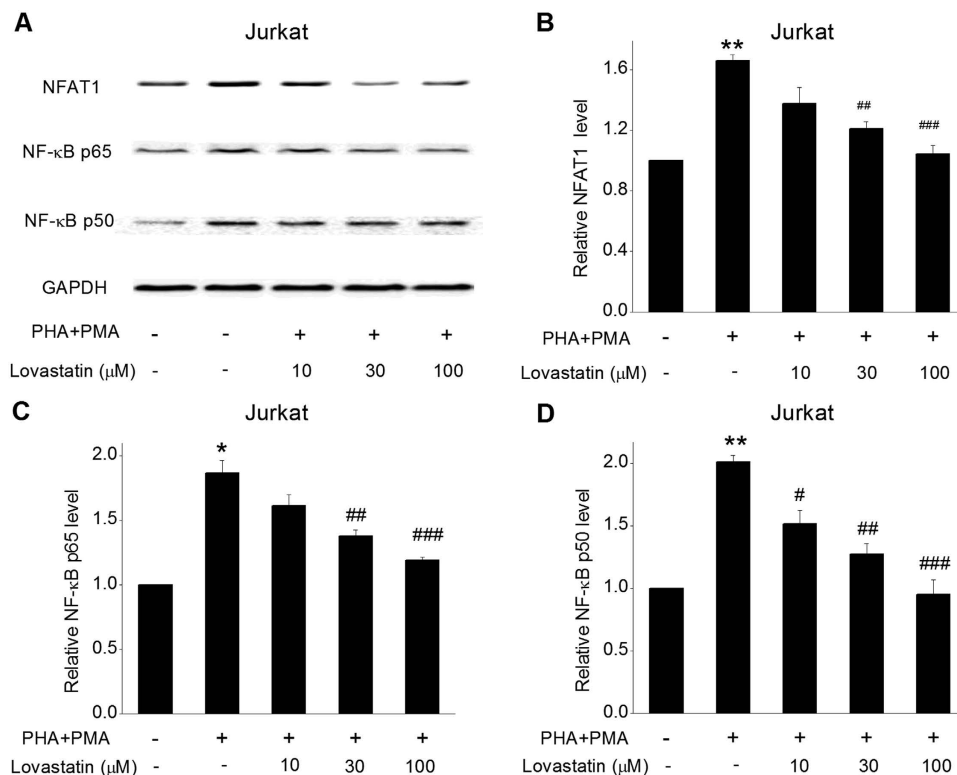 A
Jurkat
NFAT1
NF-κB p65
NF-κB p50
GAPDH
PHA+PMA - - + + +
Lovastatin (μM) - - 10 30 100
B
Jurkat
Relative NFAT1 level
1.6
1.2
0.4
0.0
**
##
###
PHA+PMA - + + + +
Lovastatin (μM) - - 10 30 100
C
Jurkat
Relative NF-κB p65 level
2.0
1.5
1.0
0.5
0.0
*
##
###
PHA+PMA - + + + +
Lovastatin (μM) - - 10 30 100
D
Jurkat
Relative NF-κB p50 level
2.0
1.5
1.0
0.5
0.0
**
#
##
###
PHA+PMA - + + + +
Lovastatin (μM) - - 10 30 100